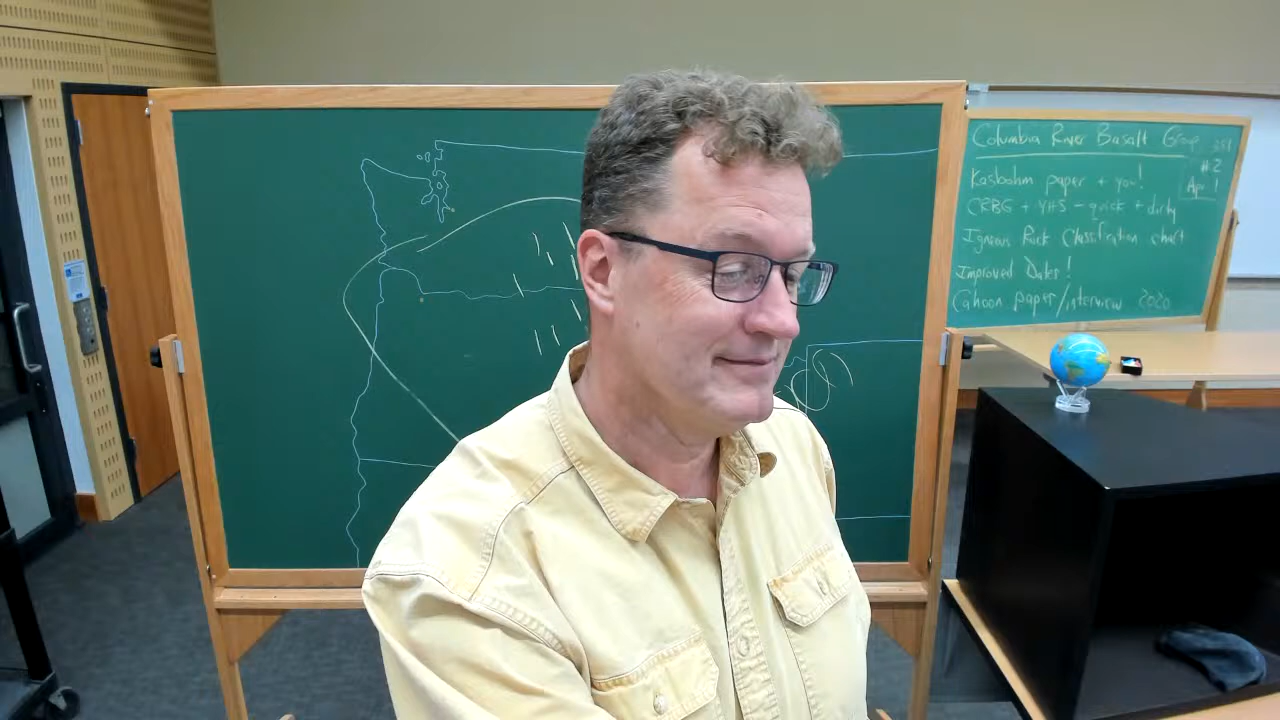 Columbia River Basalt Group 351
#2
Kasbohm paper + you!
Apr 1
CRBG + YHS - quick + dirty
Igneous Rock Classification chart
Improved Dates!
Cahoon paper/interview 2020